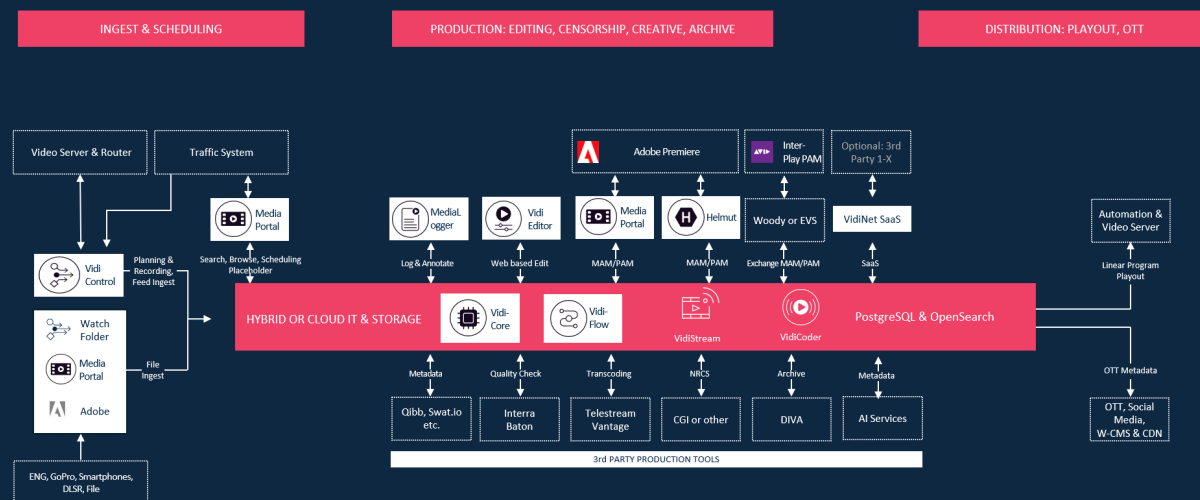 INGEST & SCHEDULING
PRODUCTION: EDITING, CENSORSHIP, CREATIVE, ARCHIVE
DISTRIBUTION: PLAYOUT, OTT
Video Server & Router
Traffic System
Adobe Premiere
AVID
Inter-
Play PAM
Optional: 3rd
Party 1-X
Media
Portal
MediaL
ogger
Vidi
Editor
Media
Portal
Helmut
Woody or EVS
VidiNet SaaS
Automation &
Video Server
Vidi
Control
Planning &
Recording,
Feed Ingest
Search, Browse, Scheduling
Placeholder
Log & Annotate
Web based Edit
MAM/PAM
MAM/PAM
Exchange MAM/PAM
SaaS
Linear Program
Playout
HYBRID OR CLOUD IT & STORAGE
Vidi-
Core
Vidi-
Flow
VidiStream
VidiCoder
PostgreSQL & OpenSearch
Watch
Folder
Media
Portal
Adobe
File
Ingest
Metadata
Quality Check
Transcoding
NRCS
Archive
Metadata
OTT Metadata
Qibb, Swat.io
etc.
Interra
Baton
Telestream
Vantage
CGI or other
DIVA
AI Services
OTT, Social
Media,
W-CMS & CDN
3rd PARTY PRODUCTION TOOLS
ENG, GoPro, Smartphones,
DLSR, File